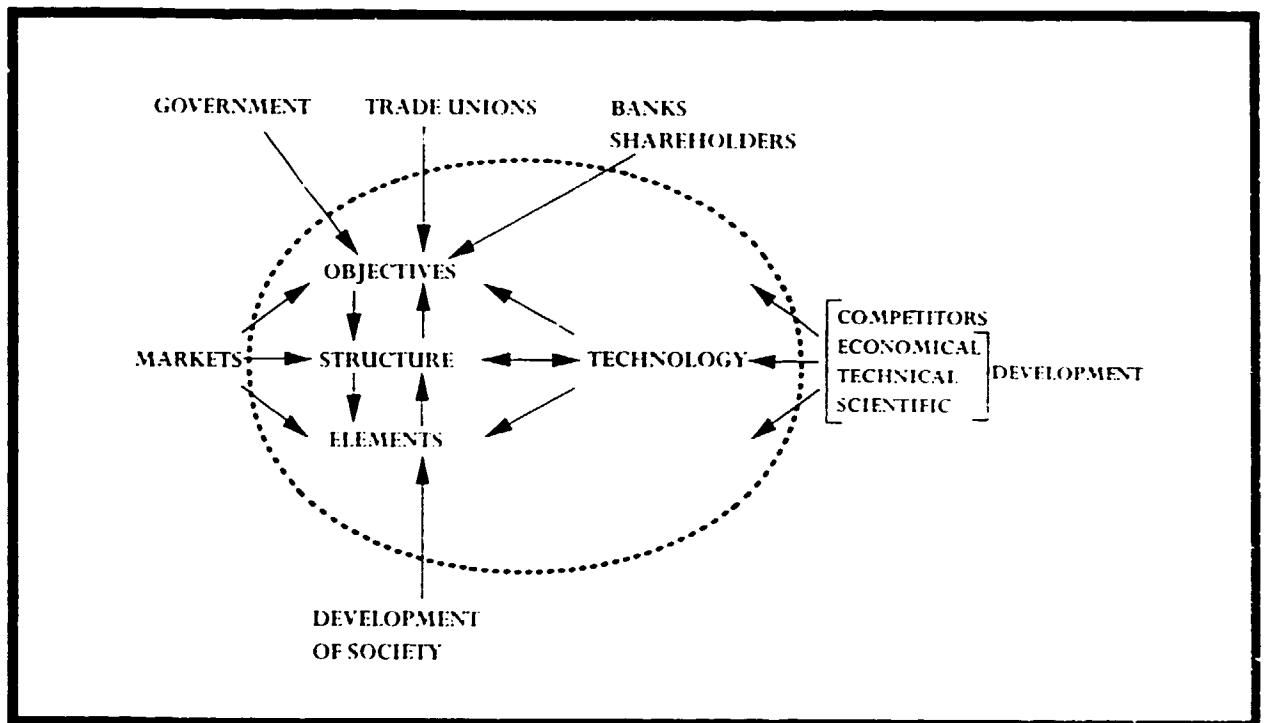 GOVERNMENT
TRADE UNIONS
BANKS
SHAREHOLDERS
OBJECTIVES
MARKETS
STRUCTURE
TECHNOLOGY
COMPETITORS
ECONOMICAL
TECHNICAL
SCIENTIFIC
DEVELOPMENT
ELEMENTS
DEVELOPMENT
OF SOCIETY